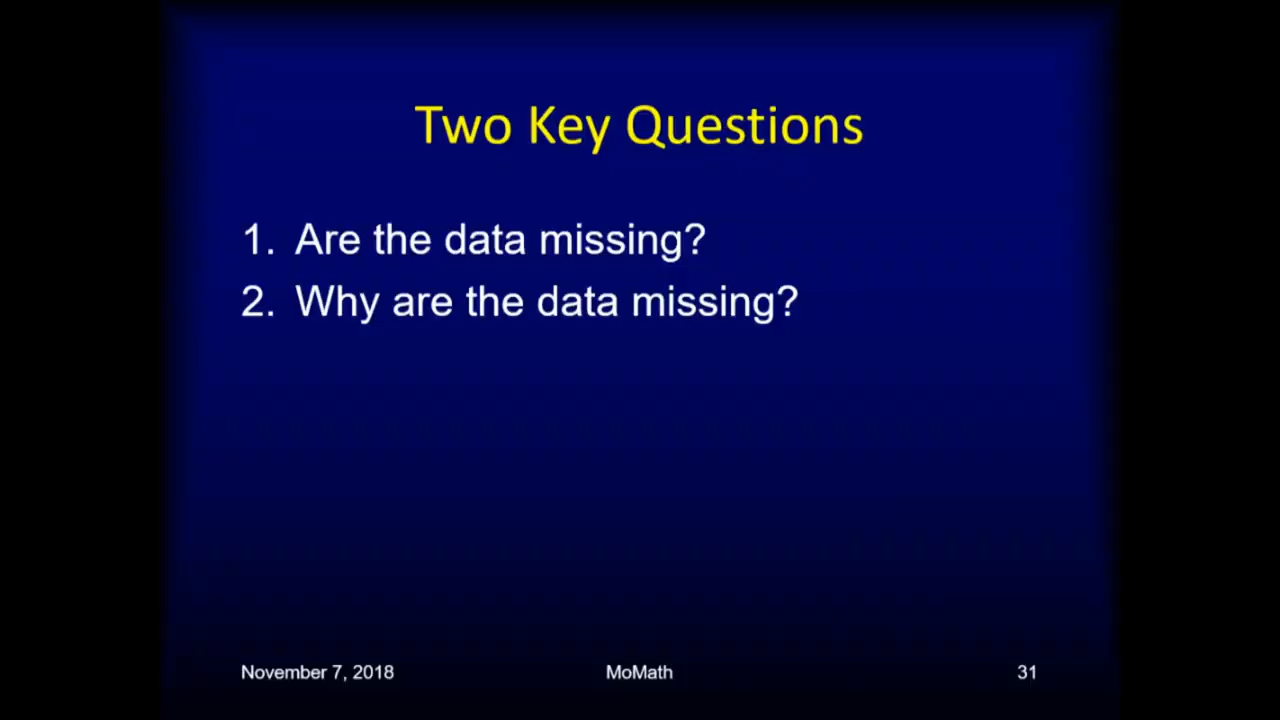 Two Key Questions
1. Are the data missing?
2. Why are the data missing?
November 7, 2018 MoMath 31